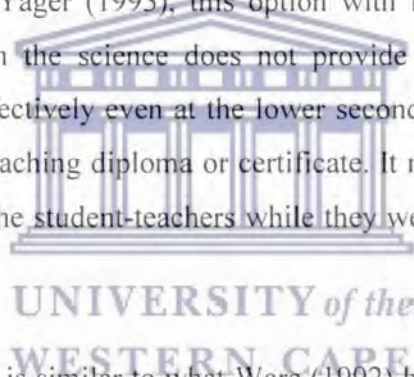 Yager (1993), this option with
the science does not provide
ectively even at the lower second
aching diploma or certificate. It
he student-teachers while they we
UNIVERSITY of the
WESTERN CAPE
is similar to what Were (1992)